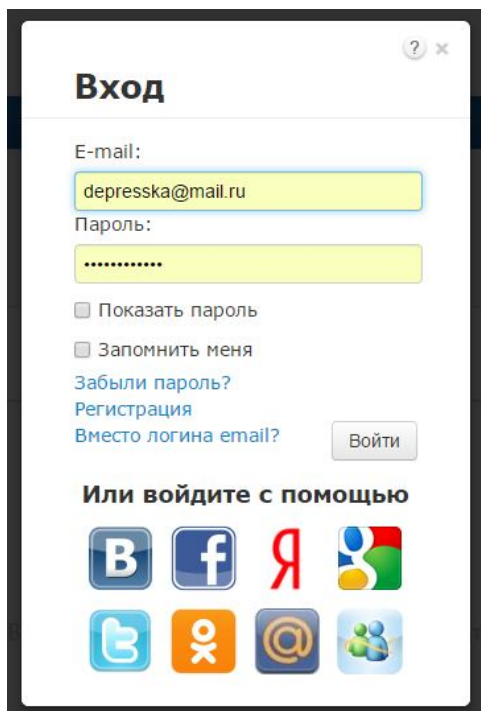 ?
×
Вход
E-mail:
depresska@mail.ru
Пароль:
••••••••••••
Показать пароль
Запомнить меня
Забыли пароль?
Регистрация
Вместо логина email?
Войти
Или войдите с помощью
В f Я g
t @